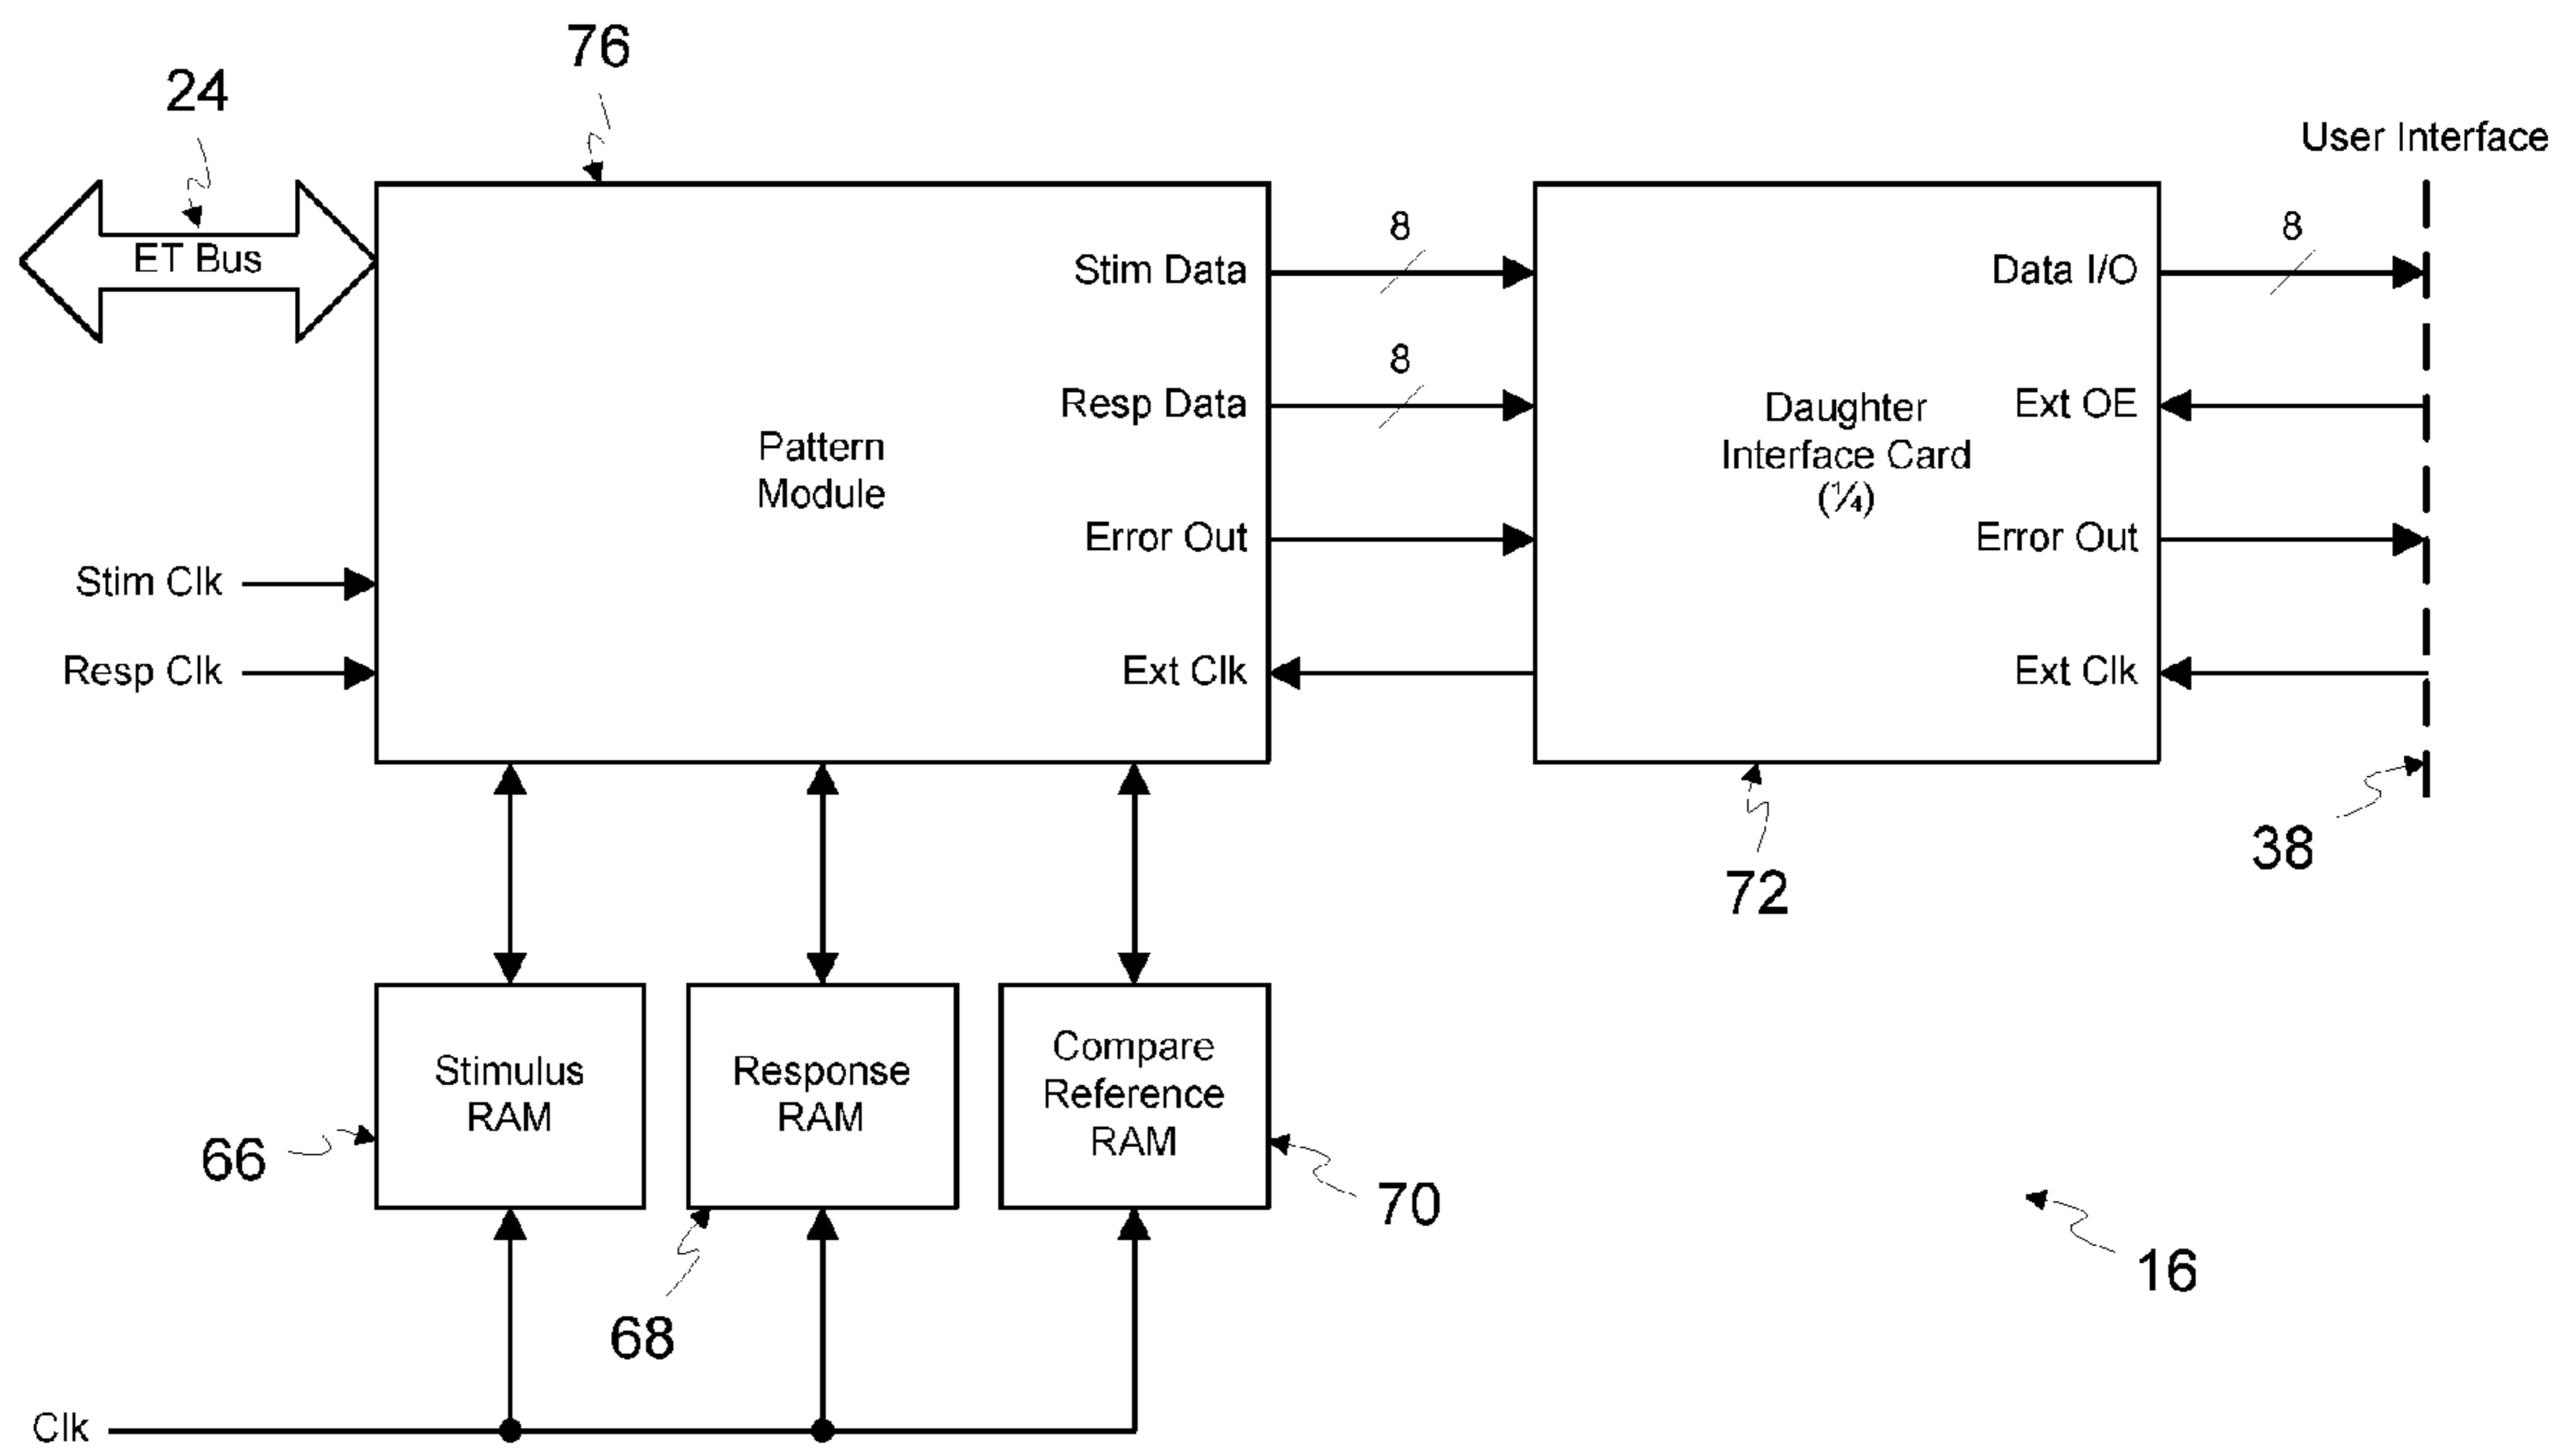 76
24
User Interface
ET Bus
Stim Data
8
Data I/O
8
Resp Data
8
Ext OE
Daughter
Interface Card
(¼)
Pattern
Module
Error Out
Error Out
Stim Clk
Resp Clk
Ext Clk
Ext Clk
38
72
Stimulus
RAM
Response
RAM
Compare
Reference
RAM
66
70
68
16
Clk